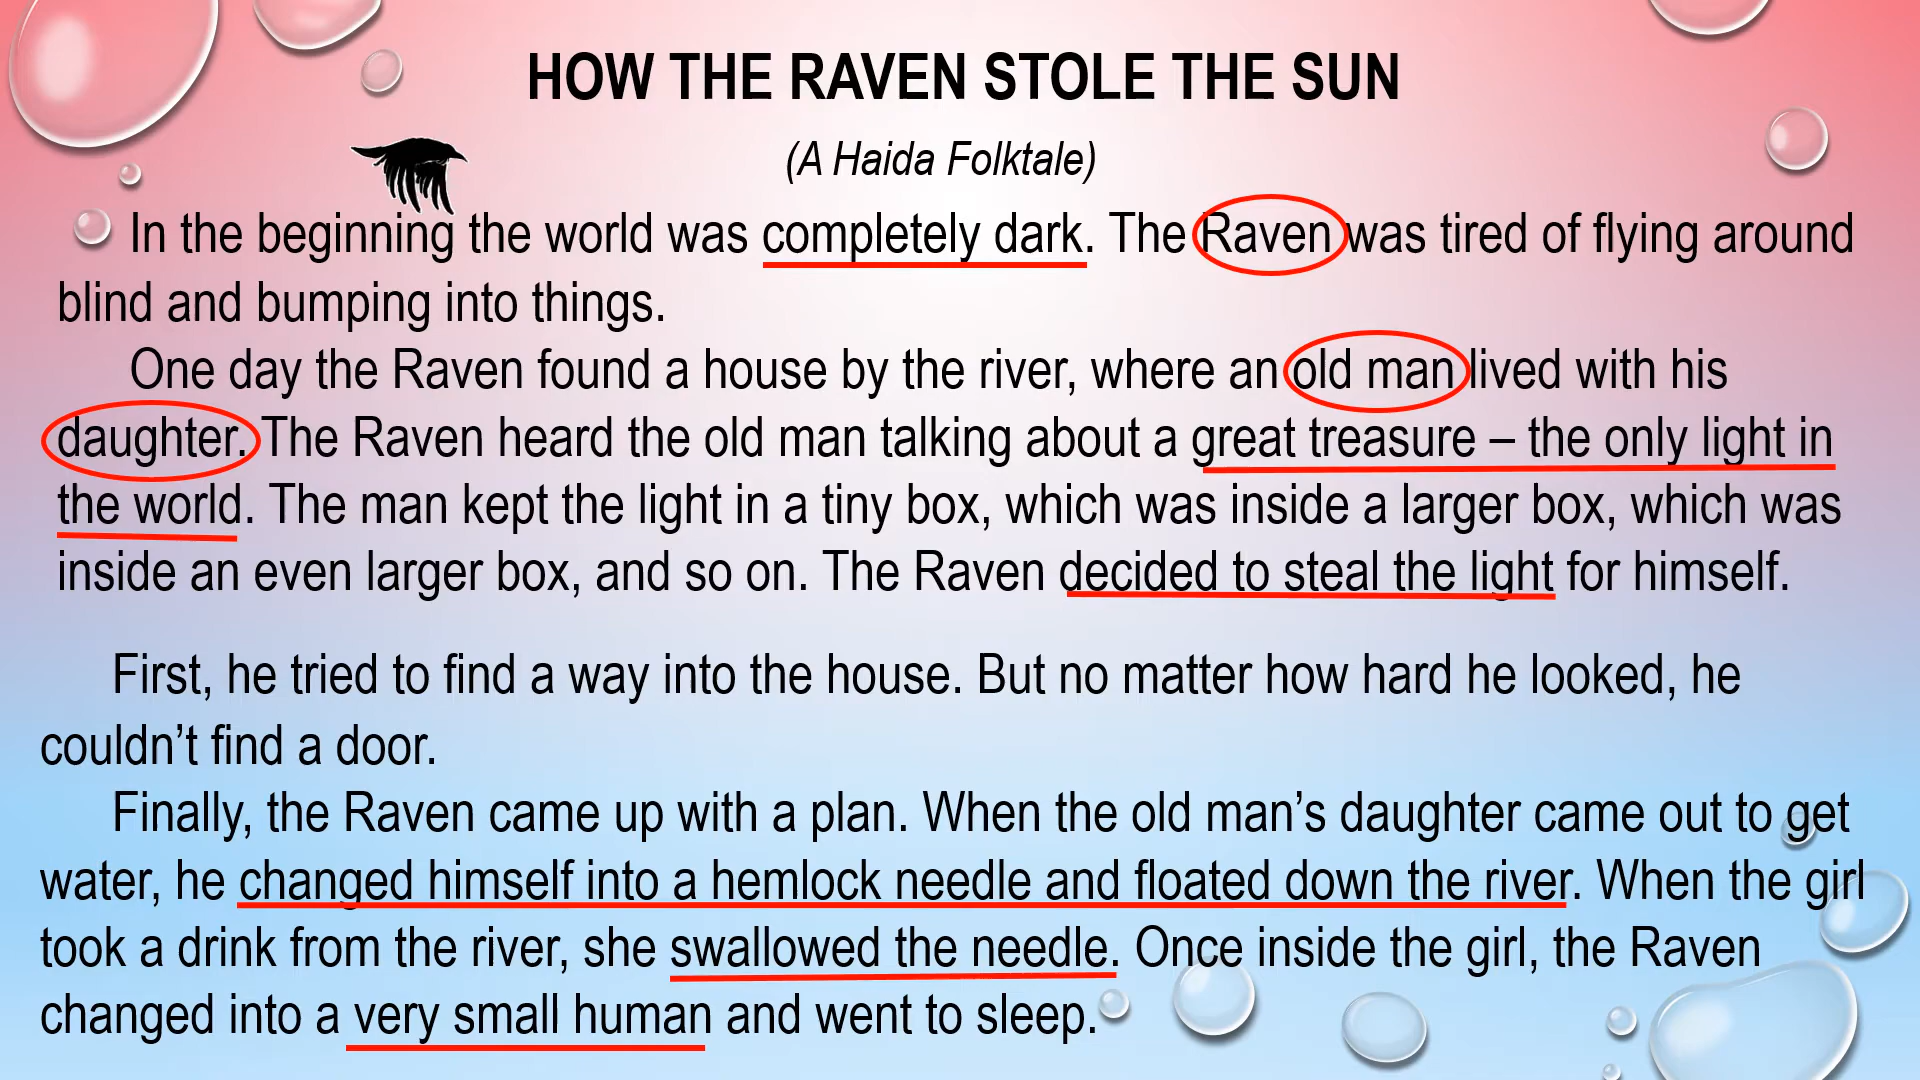 HOW THE RAVEN STOLE THE SUN
(A Haida Folktale)
In the beginning the world was completely dark. The Raven was tired of flying around
blind and bumping into things.
One day the Raven found a house by the river, where an old man lived with his
daughter. The Raven heard the old man talking about a great treasure – the only light in
the world. The man kept the light in a tiny box, which was inside a larger box, which was
inside an even larger box, and so on. The Raven decided to steal the light for himself.
First, he tried to find a way into the house. But no matter how hard he looked, he
couldn’t find a door.
Finally, the Raven came up with a plan. When the old man’s daughter came out to get
water, he changed himself into a hemlock needle and floated down the river. When the girl
took a drink from the river, she swallowed the needle. Once inside the girl, the Raven
changed into a very small human and went to sleep.